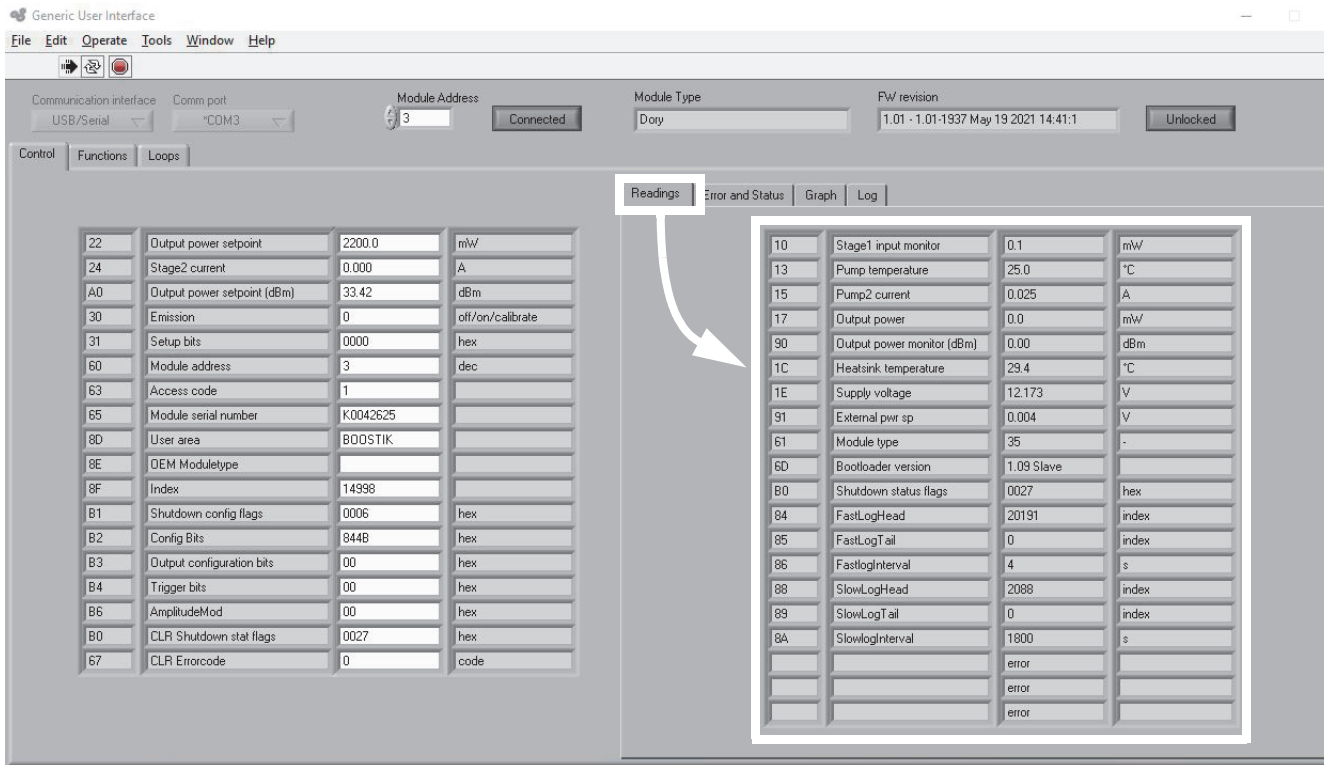 Generic User Interface
File Edit Operate Tools Window Help
Communication interface Comm port Module Address Module Type FW revision
USB/Serial "COM3 3 Connected Dory 1.01 - 1.01-1937 May 19 2021 14:41:1 Unlocked
Control Functions Loops
Readings Error and Status Graph Log
22 Output power setpoint 2200.0 mW
24 Stage2 current 0.000 A
A0 Output power setpoint (dBm) 33.42 dBm
30 Emission 0 off/on/calibrate
31 Setup bits 0000 hex
60 Module address 3 dec
63 Access code 1
65 Module serial number K0042625
8D User area BOOSTIK
8E OEM Moduletype
8F Index 14998
B1 Shutdown config flags 0006 hex
B2 Config Bits 844B hex
B3 Output configuration bits 00 hex
B4 Trigger bits 00 hex
B6 AmplitudeMod 00 hex
B0 CLR Shutdown stat flags 0027 hex
67 CLR Errorcode 0 code
10 Stage1 input monitor 0.1 mW
13 Pump temperature 25.0 °C
15 Pump2 current 0.025 A
17 Output power 0.0 mW
90 Output power monitor (dBm) 0.00 dBm
1C Heatsink temperature 29.4 °C
1E Supply voltage 12.173 V
91 External pwr sp 0.004 V
61 Module type 35 -
6D Bootloader version 1.09 Slave
B0 Shutdown status flags 0027 hex
84 FastLogHead 20191 index
85 FastLogTail 0 index
86 FastlogInterval 4 s
88 SlowLogHead 2088 index
89 SlowLogTail 0 index
8A SlowlogInterval 1800 s
error
error
error